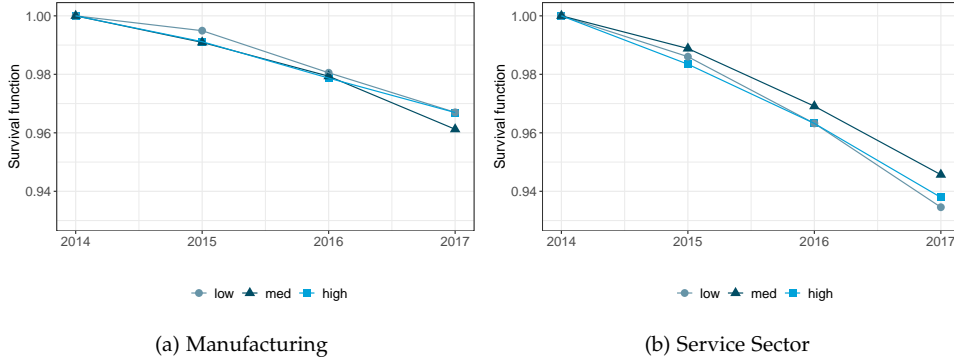 Survival function
1.00
0.98
0.96
0.94
2014 2015 2016 2017
low med high
(a) Manufacturing
Survival function
1.00
0.98
0.96
0.94
2014 2015 2016 2017
low med high
(b) Service Sector